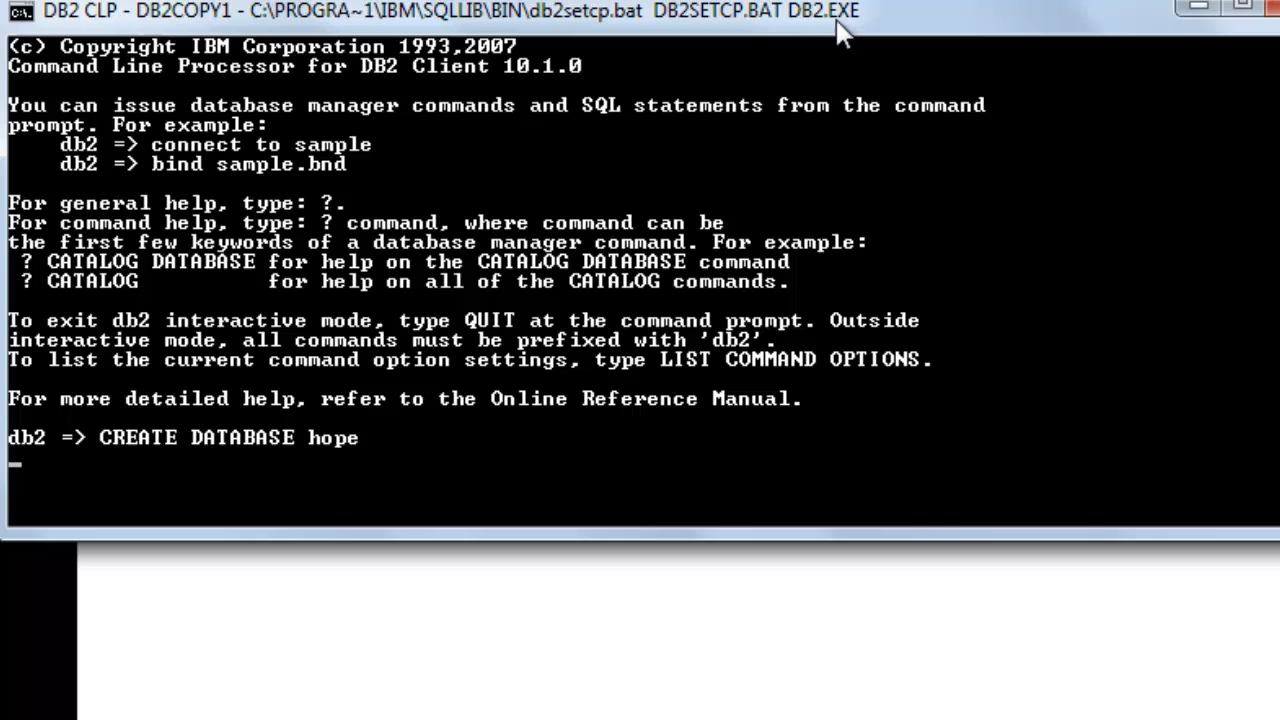 DB2 CLP - DB2COPY1 - C:\PROGRA~1\IBM\SQLLIB\BIN\db2setcp.bat  DB2SETCP.BAT DB2.EXE
(c) Copyright IBM Corporation 1993,2007
Command Line Processor for DB2 Client 10.1.0
You can issue database manager commands and SQL statements from the command
prompt. For example:
    db2 => connect to sample
    db2 => bind sample.bnd
For general help, type: ?.
For command help, type: ? command, where command can be
the first few keywords of a database manager command. For example:
 ? CATALOG DATABASE for help on the CATALOG DATABASE command
 ? CATALOG          for help on all of the CATALOG commands.
To exit db2 interactive mode, type QUIT at the command prompt. Outside
interactive mode, all commands must be prefixed with 'db2'.
To list the current command option settings, type LIST COMMAND OPTIONS.
For more detailed help, refer to the Online Reference Manual.
db2 => CREATE DATABASE hope